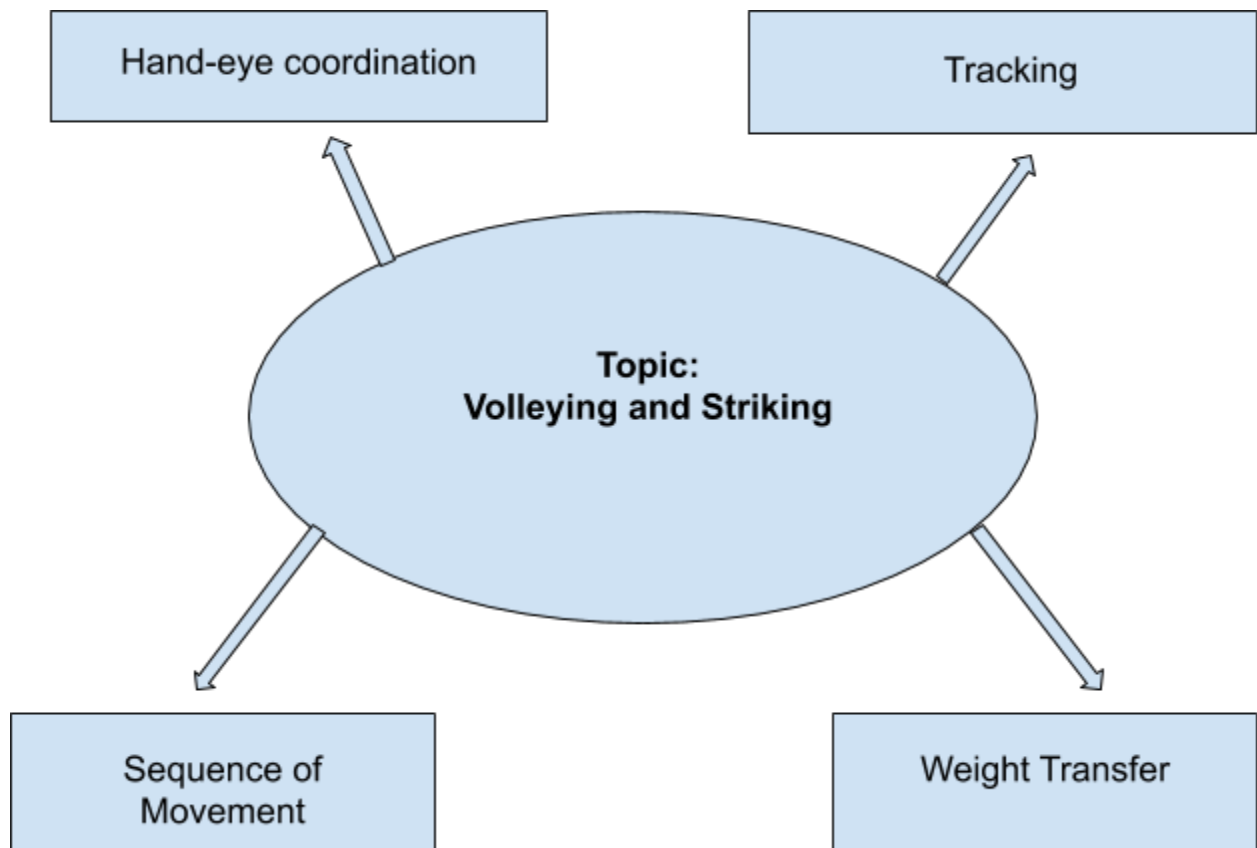 Hand-eye coordination
Tracking
Topic:
Volleying and Striking
Sequence of
Movement
Weight Transfer